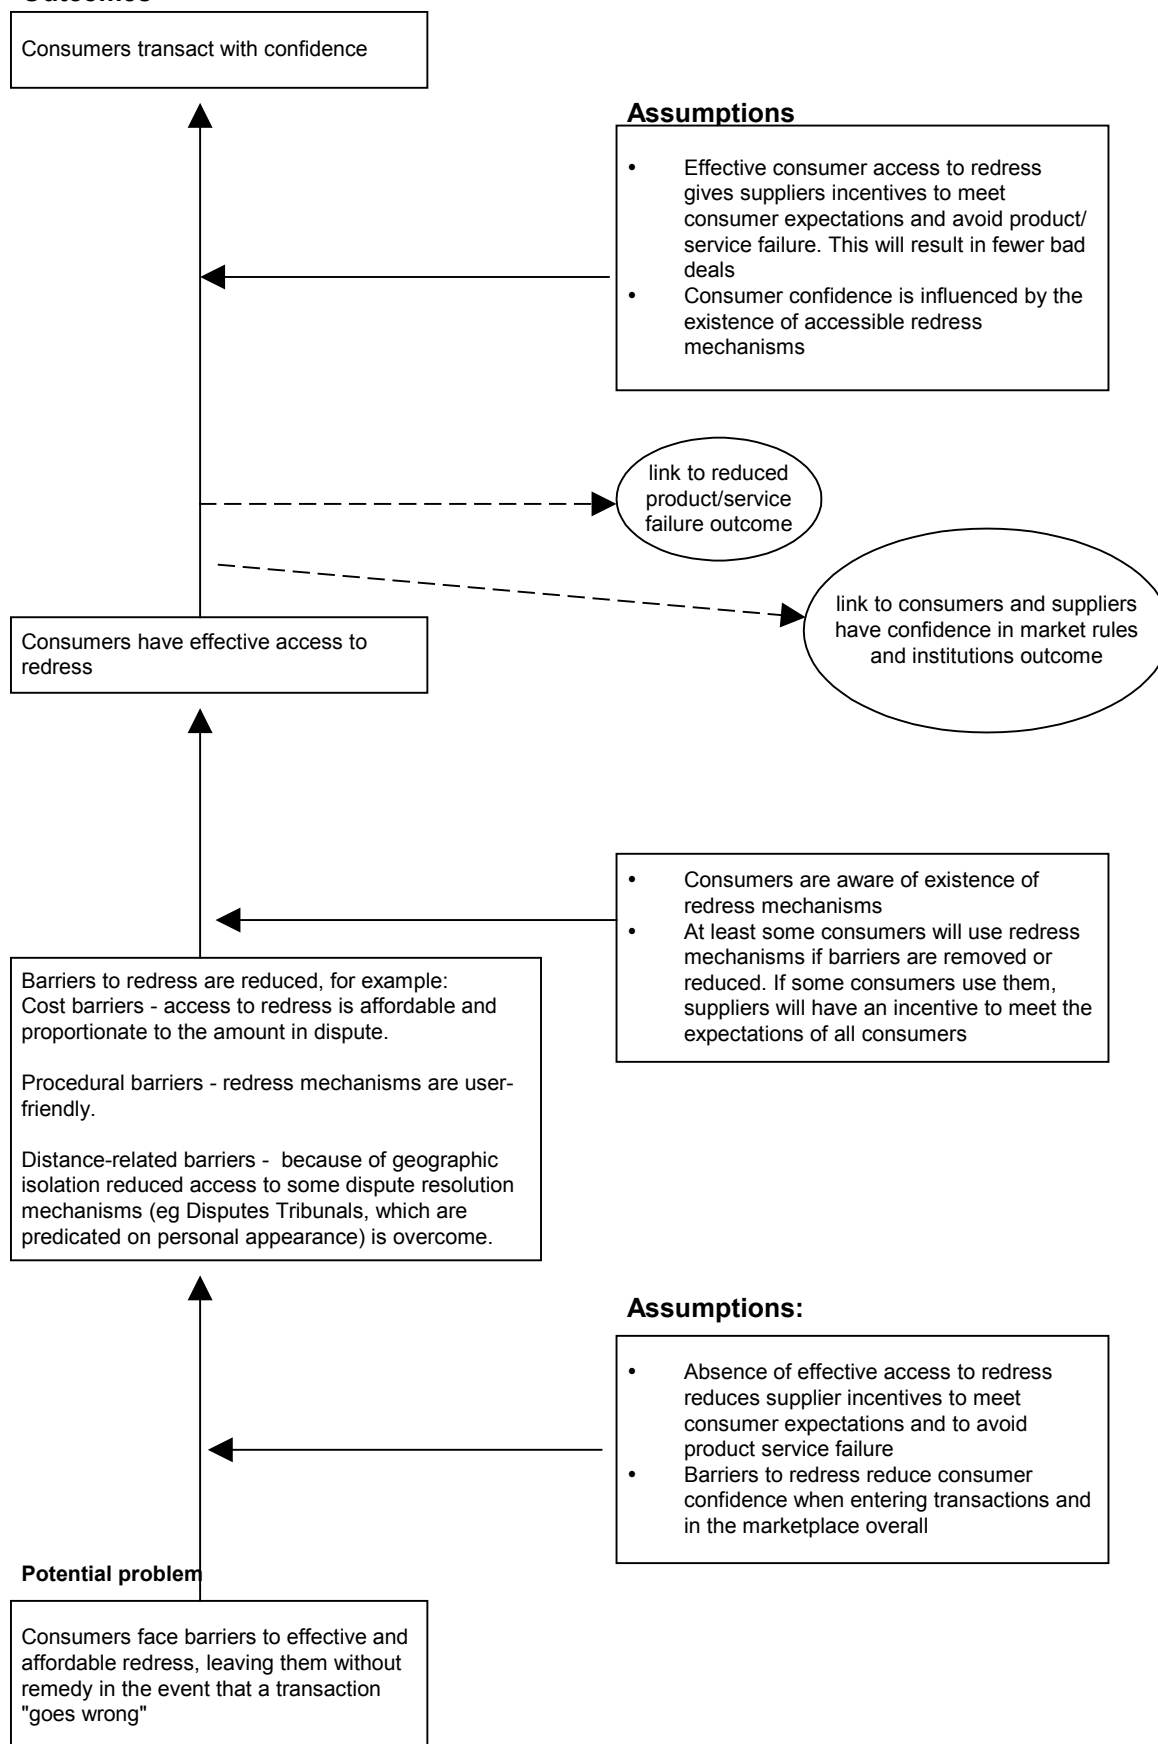 Outcomes
Consumers transact with confidence
Assumptions
• Effective consumer access to redress
gives suppliers incentives to meet
consumer expectations and avoid product/
service failure. This will result in fewer bad
deals
• Consumer confidence is influenced by the
existence of accessible redress
mechanisms
link to reduced
product/service
failure outcome
link to consumers and suppliers
have confidence in market rules
and institutions outcome
Consumers have effective access to
redress
• Consumers are aware of existence of
redress mechanisms
• At least some consumers will use redress
mechanisms if barriers are removed or
reduced. If some consumers use them,
suppliers will have an incentive to meet the
expectations of all consumers
Barriers to redress are reduced, for example:
Cost barriers - access to redress is affordable and
proportionate to the amount in dispute.
Procedural barriers - redress mechanisms are user-
friendly.
Distance-related barriers -  because of geographic
isolation reduced access to some dispute resolution
mechanisms (eg Disputes Tribunals, which are
predicated on personal appearance) is overcome.
Assumptions:
• Absence of effective access to redress
reduces supplier incentives to meet
consumer expectations and to avoid
product service failure
• Barriers to redress reduce consumer
confidence when entering transactions and
in the marketplace overall
Potential problem
Consumers face barriers to effective and
affordable redress, leaving them without
remedy in the event that a transaction
"goes wrong"